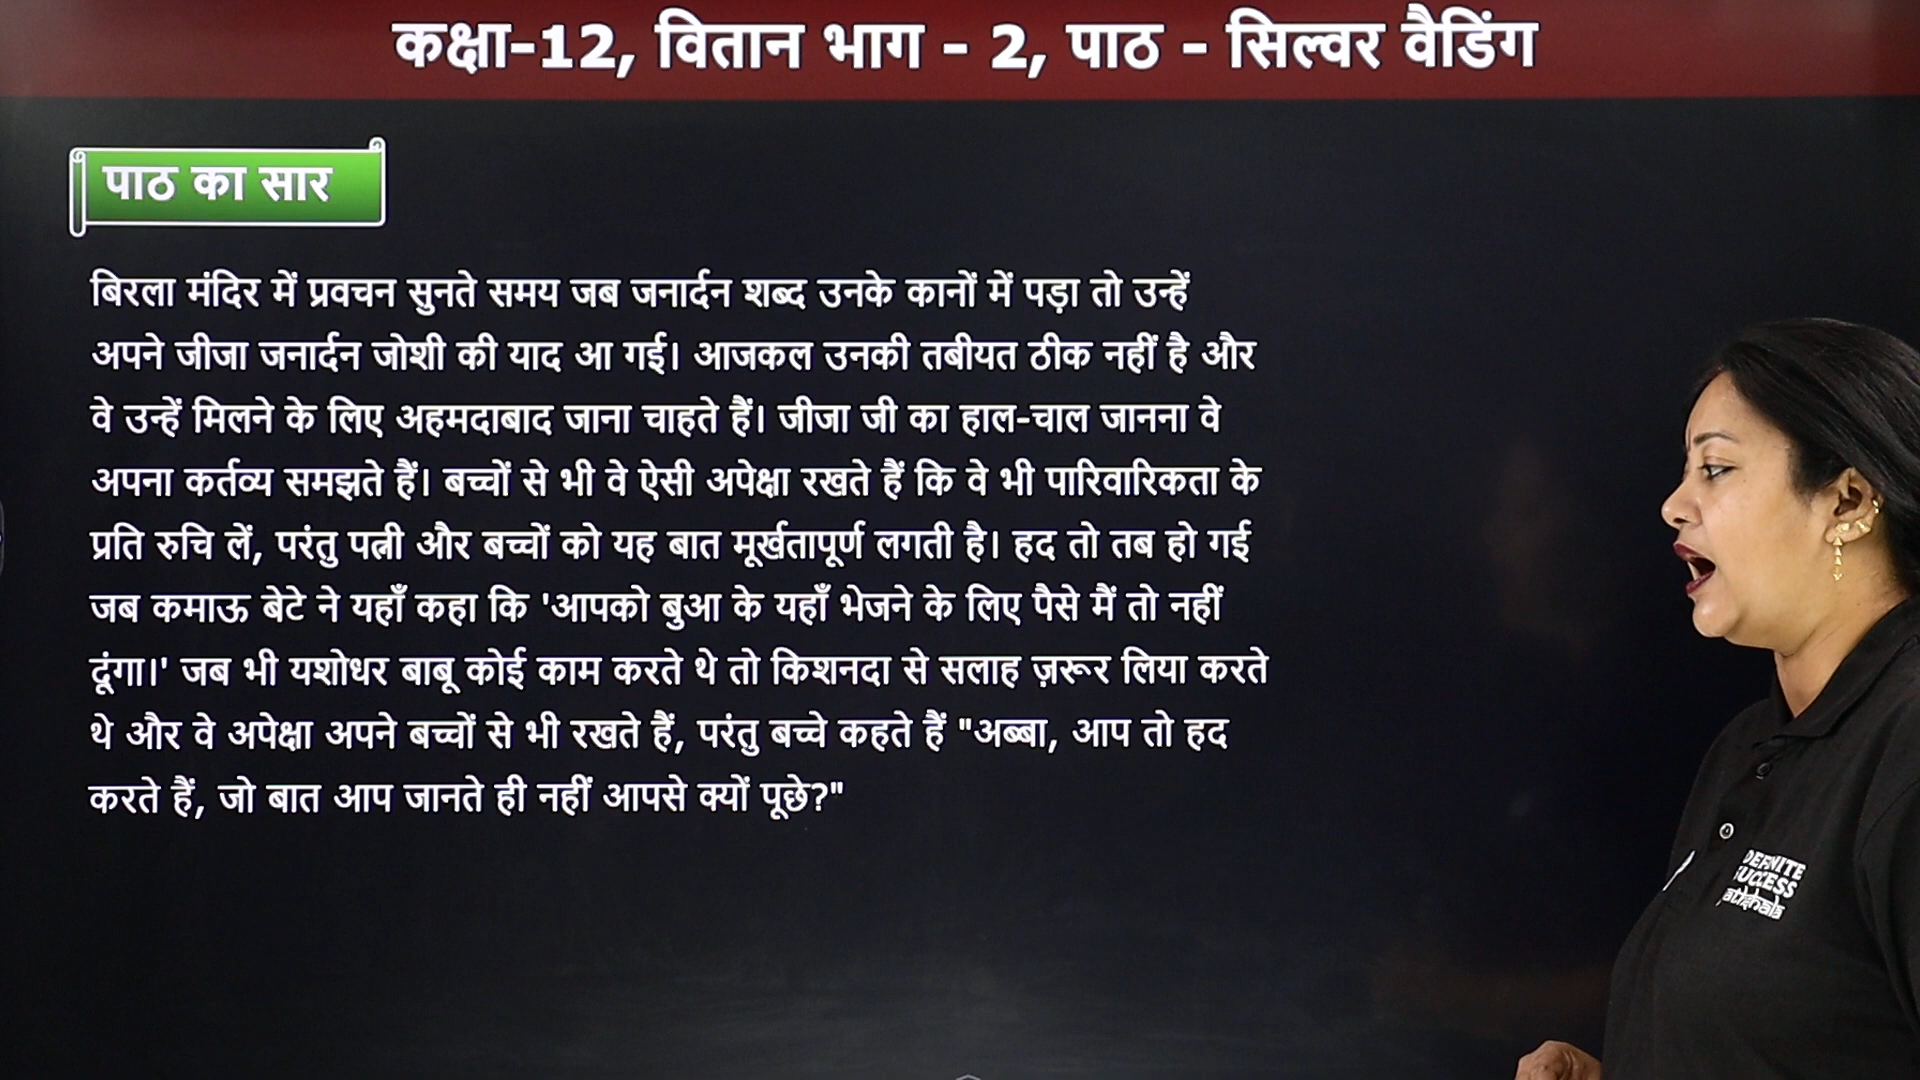 कक्षा-12, वितान भाग - 2, पाठ - सिल्वर वैडिंग
पाठ का सार
बिरला मंदिर में प्रवचन सुनते समय जब जनार्दन शब्द उनके कानों में पड़ा तो उन्हें
अपने जीजा जनार्दन जोशी की याद आ गई। आजकल उनकी तबीयत ठीक नहीं है और
वे उन्हें मिलने के लिए अहमदाबाद जाना चाहते हैं। जीजा जी का हाल-चाल जानना वे
अपना कर्तव्य समझते हैं। बच्चों से भी वे ऐसी अपेक्षा रखते हैं कि वे भी पारिवारिकता के
प्रति रुचि लें, परंतु पत्नी और बच्चों को यह बात मूर्खतापूर्ण लगती है। हद तो तब हो गई
जब कमाऊ बेटे ने यहाँ कहा कि 'आपको बुआ के यहाँ भेजने के लिए पैसे मैं तो नहीं
दूंगा।' जब भी यशोधर बाबू कोई काम करते थे तो किशनदा से सलाह ज़रूर लिया करते
थे और वे अपेक्षा अपने बच्चों से भी रखते हैं, परंतु बच्चे कहते हैं "अब्बा, आप तो हद
करते हैं, जो बात आप जानते ही नहीं आपसे क्यों पूछे?"
DEFINITE
SUCCESS